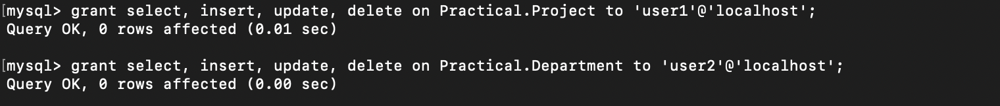 [mysql> grant select, insert, update, delete on Practical.Project to 'user1'@'localhost';
Query OK, 0 rows affected (0.01 sec)
[mysql> grant select, insert, update, delete on Practical.Department to 'user2'@'localhost';
Query OK, 0 rows affected (0.00 sec)